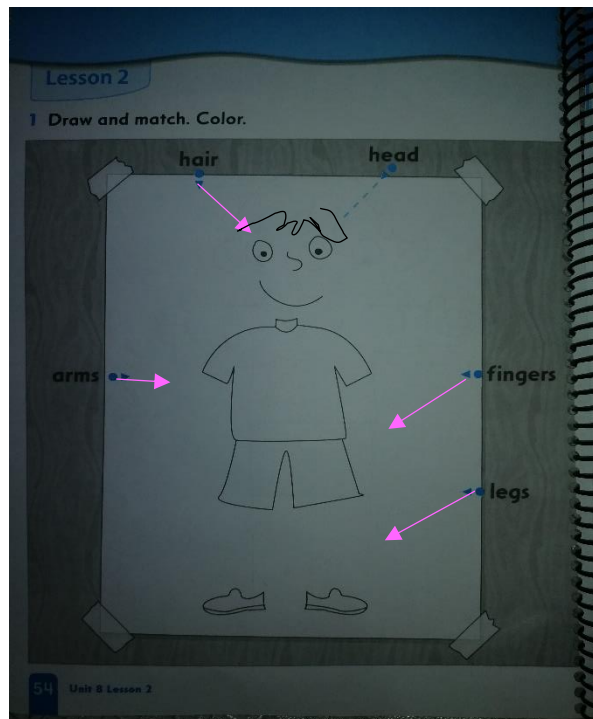 Lesson 2
1 Draw and match. Color.
hair
head
arms
fingers
legs
54 Unit 8 Lesson 2